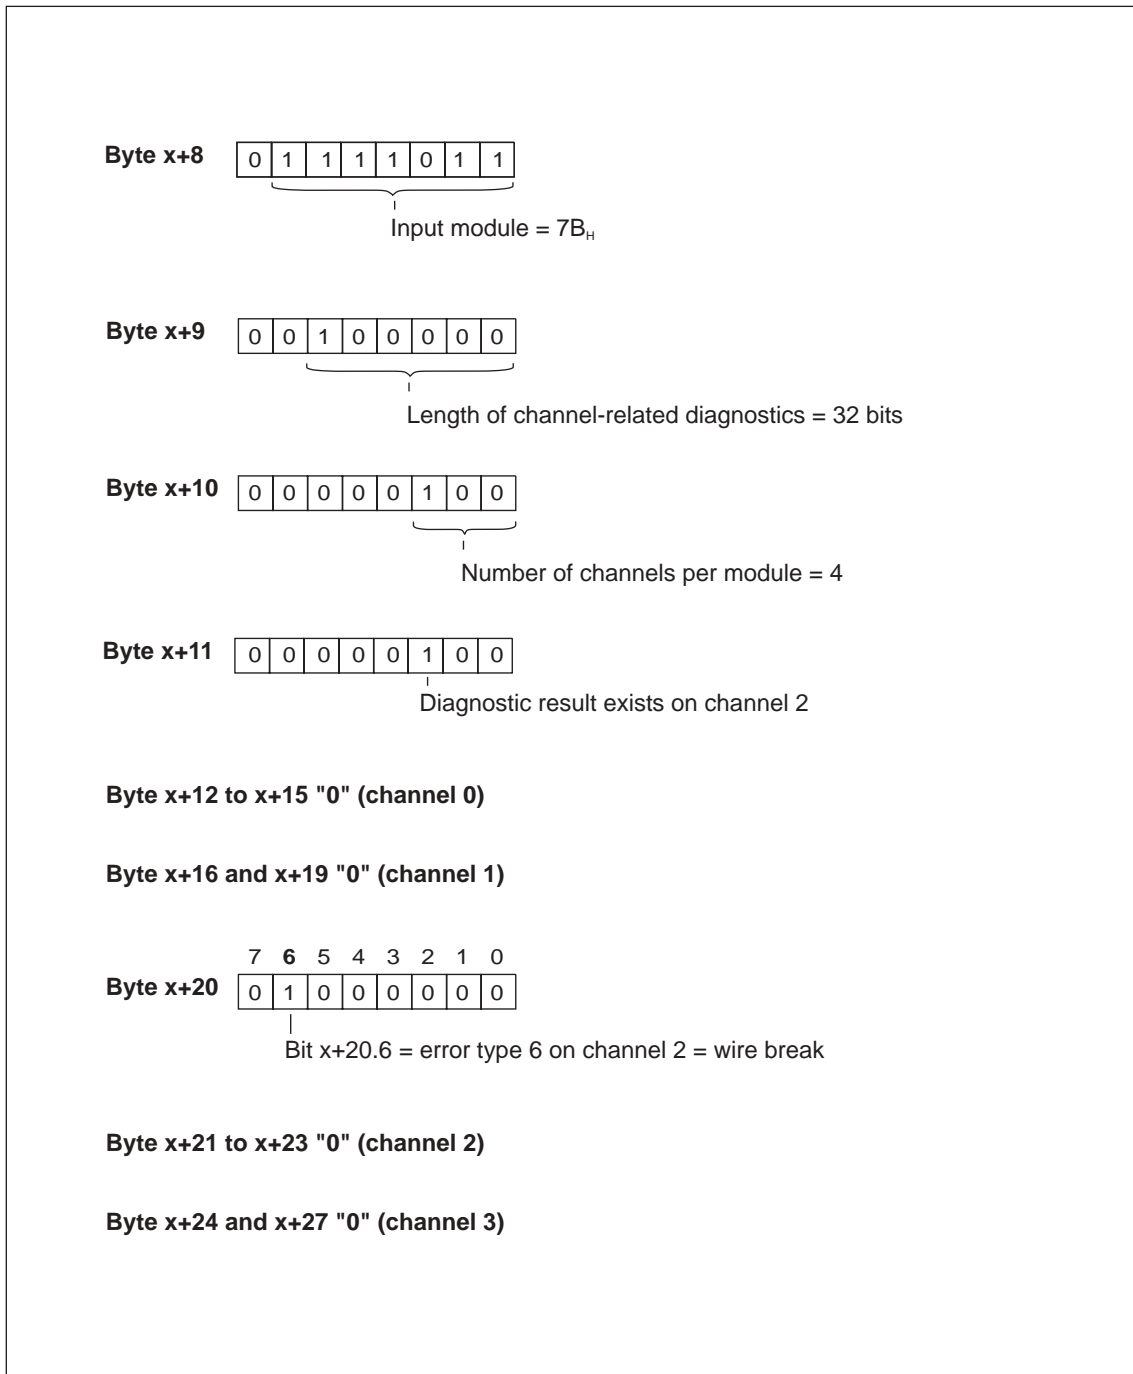 Byte x+8 0 1 1 1 1 0 1 1
Input module = 7BH
Byte x+9 0 0 1 0 0 0 0 0
Length of channel-related diagnostics = 32 bits
Byte x+10 0 0 0 0 0 1 0 0
Number of channels per module = 4
Byte x+11 0 0 0 0 0 1 0 0
Diagnostic result exists on channel 2
Byte x+12 to x+15 "0" (channel 0)
Byte x+16 and x+19 "0" (channel 1)
7 6 5 4 3 2 1 0
Byte x+20 0 1 0 0 0 0 0 0
Bit x+20.6 = error type 6 on channel 2 = wire break
Byte x+21 to x+23 "0" (channel 2)
Byte x+24 and x+27 "0" (channel 3)